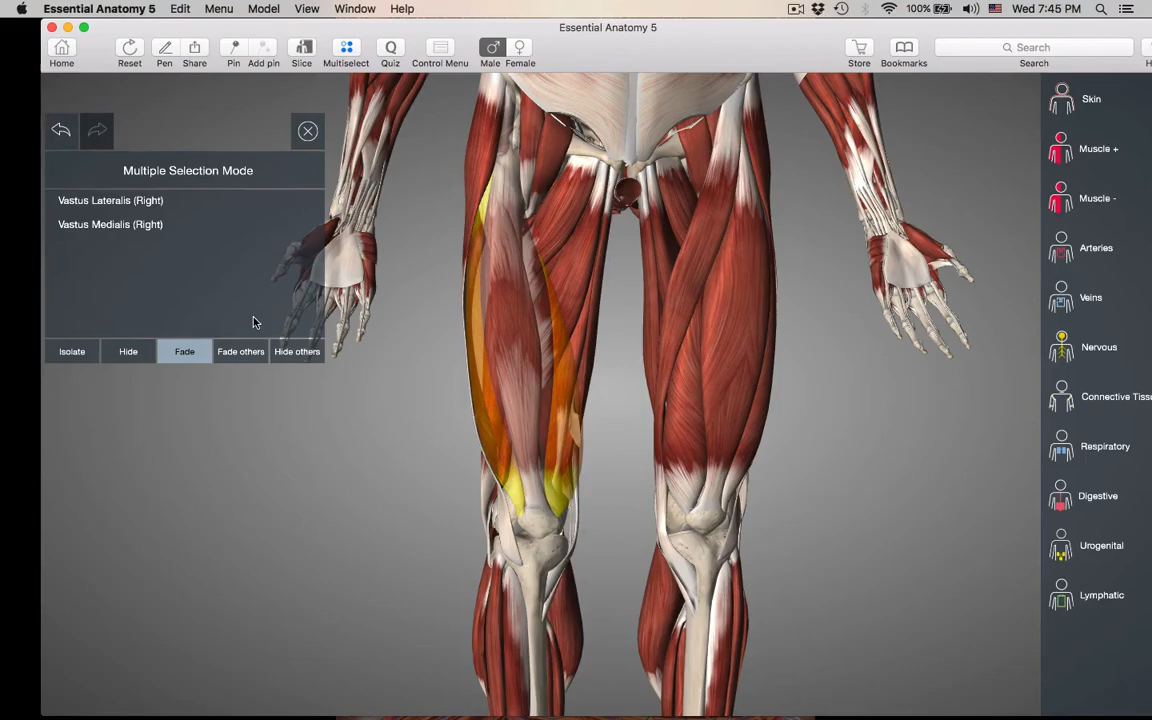 Essential Anatomy 5 Edit Menu Model View Window Help 100% Wed 7:45 PM
Essential Anatomy 5
Home Reset Pen Share Pin Add pin Slice Multiselect Q Quiz Control Menu Male Female Store Bookmarks Search Search
Skin
Multiple Selection Mode
Muscle +
Vastus Lateralis (Right)
Muscle -
Vastus Medialis (Right)
Arteries
Veins
Isolate Hide Fade Fade others Hide others
Nervous
Connective Tissu
Respiratory
Digestive
Urogenital
Lymphatic